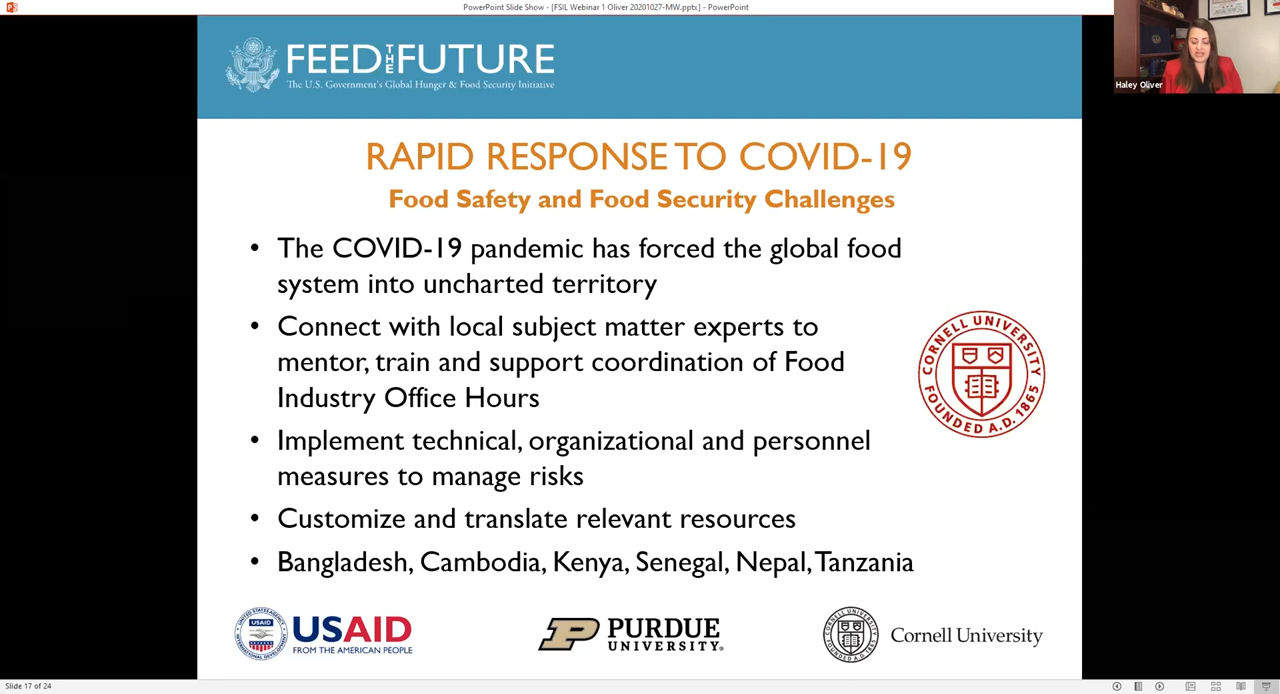 PowerPoint Slide Show - [FSIL Webinar 1 Oliver 20201027-MW.pptx] - PowerPoint
Haley Oliver
FEED THE FUTURE
The U.S. Government's Global Hunger & Food Security Initiative
RAPID RESPONSE TO COVID-19
Food Safety and Food Security Challenges
• The COVID-19 pandemic has forced the global food
system into uncharted territory
• Connect with local subject matter experts to
mentor, train and support coordination of Food
Industry Office Hours
• Implement technical, organizational and personnel
measures to manage risks
• Customize and translate relevant resources
• Bangladesh, Cambodia, Kenya, Senegal, Nepal, Tanzania
CORNELL UNIVERSITY
FOUNDED A.D. 1865
USAID
USAID
FROM THE AMERICAN PEOPLE
PURDUE
UNIVERSITY®
Cornell University
Slide 17 of 24